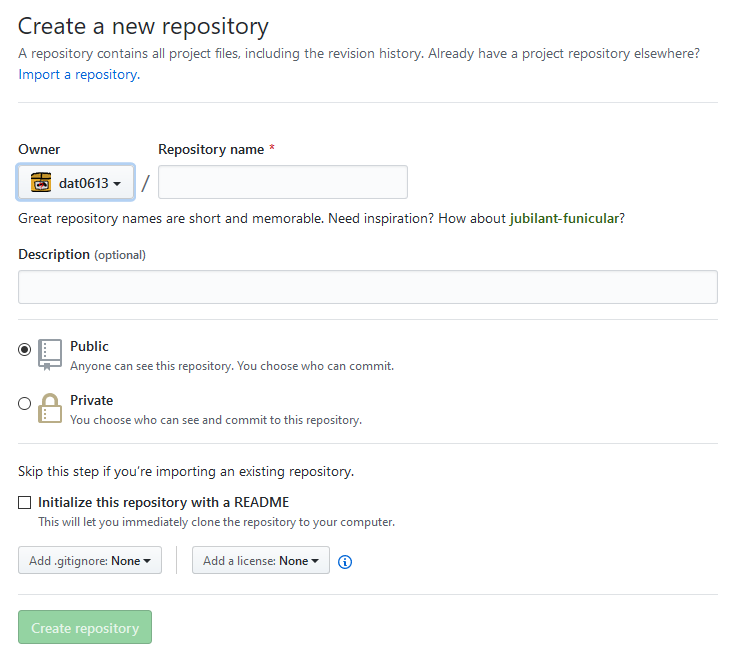 Create a new repository
A repository contains all project files, including the revision history. Already have a project repository elsewhere?
Import a repository.
Owner Repository name *
dat0613 /
Great repository names are short and memorable. Need inspiration? How about jubilant-funicular?
Description (optional)
Public
Anyone can see this repository. You choose who can commit.
Private
You choose who can see and commit to this repository.
Skip this step if you’re importing an existing repository.
Initialize this repository with a README
This will let you immediately clone the repository to your computer.
Add .gitignore: None Add a license: None
Create repository